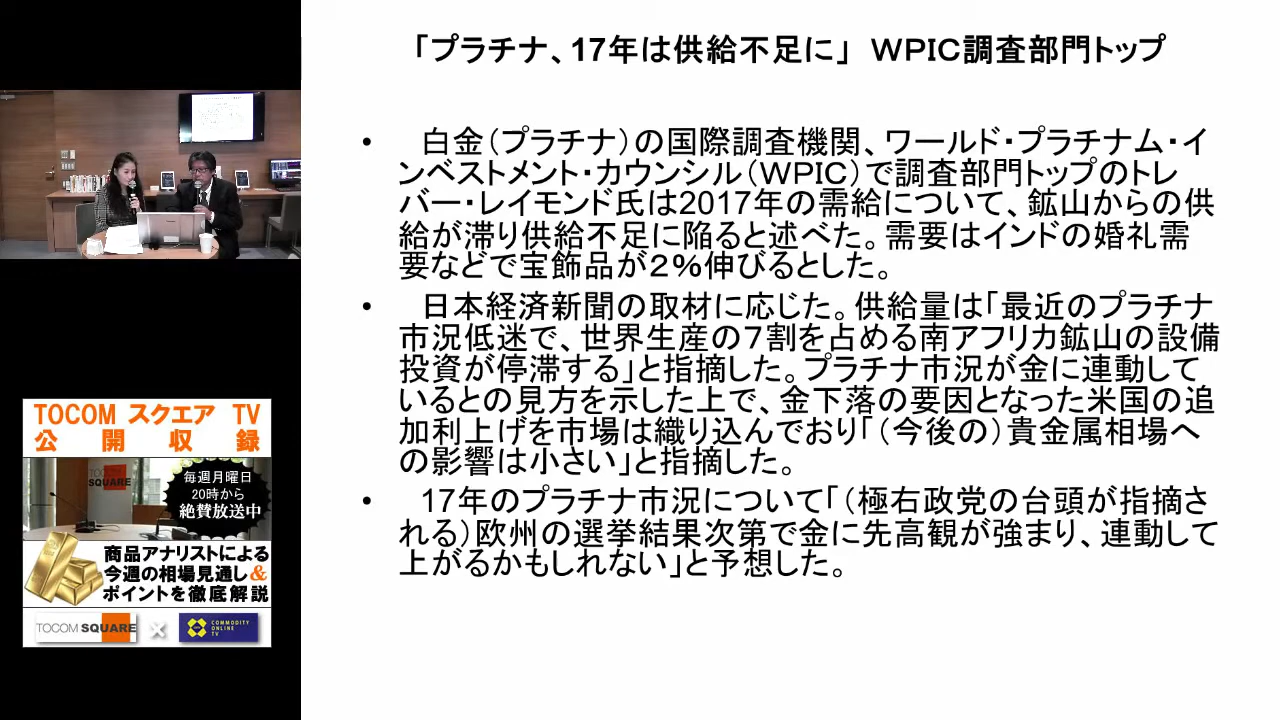 「プラチナ、17年は供給不足に」 WPIC調査部門トップ
• 白金(プラチナ)の国際調査機関、ワールド・プラチナム・イ
ンベストメント・カウンシル(WPIC)で調査部門トップのトレ
バー・レイモンド氏は2017年の需給について、鉱山からの供
給が滞り供給不足に陥ると述べた。需要はインドの婚礼需
要などで宝飾品が2%伸びるとした。
• 日本経済新聞の取材に応じた。供給量は「最近のプラチナ
市況低迷で、世界生産の7割を占める南アフリカ鉱山の設備
投資が停滞する」と指摘した。プラチナ市況が金に連動して
いるとの見方を示した上で、金下落の要因となった米国の追
加利上げを市場は織り込んでおり「(今後の)貴金属相場へ
の影響は小さい」と指摘した。
• 17年のプラチナ市況について「(極右政党の台頭が指摘さ
れる)欧州の選挙結果次第で金に先高観が強まり、連動して
上がるかもしれない」と予想した。
TOCOM スクエア TV
公開収録
TOCOM
SQUARE
毎週月曜日
20時から
絶賛放送中
商品アナリストによる
今週の相場見通し&
ポイントを徹底解説
TOCOM SQUARE × COMMODITY
ONLINE
TV